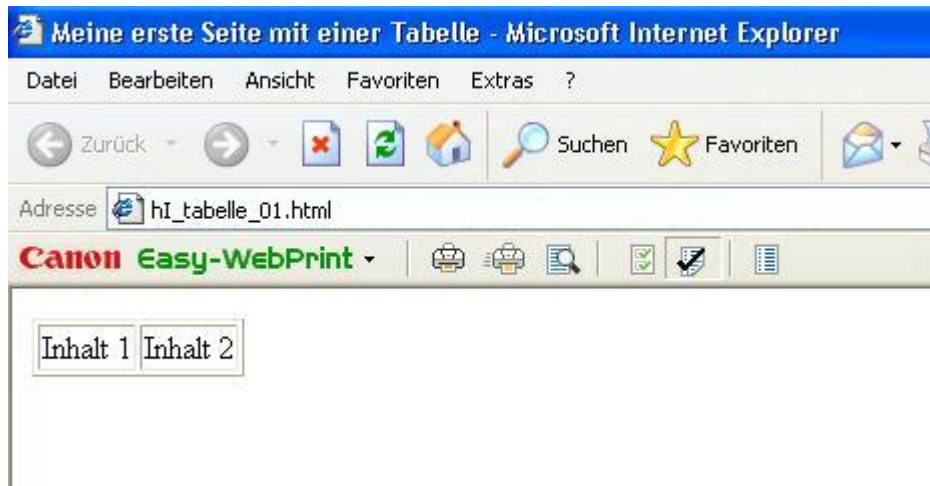 Meine erste Seite mit einer Tabelle - Microsoft Internet Explorer
Datei Bearbeiten Ansicht Favoriten Extras ?
Zurück Suchen Favoriten
Adresse hI_tabelle_01.html
Canon Easy-WebPrint
Inhalt 1 Inhalt 2